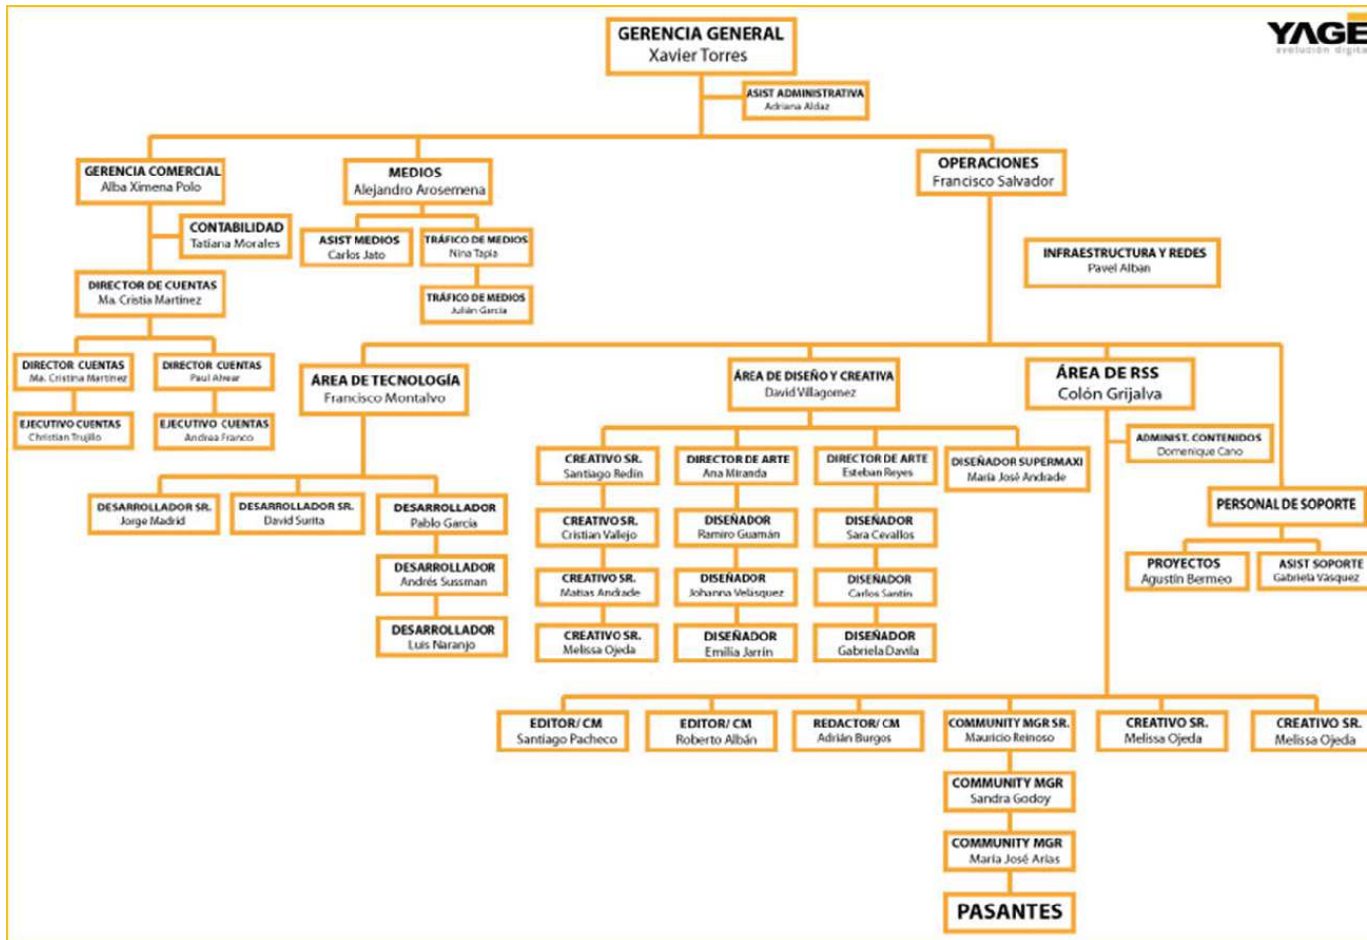 GERENCIA GENERAL
Xavier Torres
YAGÉ
evolución digital
ASIST ADMINISTRATIVA
Adriana Aldaz
GERENCIA COMERCIAL
Alba Ximena Polo
MEDIOS
Alejandro Arosemena
OPERACIONES
Francisco Salvador
CONTABILIDAD
Tatiana Morales
ASIST MEDIOS
Carlos Jato
TRÁFICO DE MEDIOS
Nina Tapia
INFRAESTRUCTURA Y REDES
Pavel Alban
DIRECTOR DE CUENTAS
Ma. Cristia Martínez
TRÁFICO DE MEDIOS
Julián García
DIRECTOR CUENTAS
Ma. Cristina Martínez
DIRECTOR CUENTAS
Paul Alvear
EJECUTIVO CUENTAS
Christian Trujillo
EJECUTIVO CUENTAS
Andrea Franco
ÁREA DE TECNOLOGÍA
Francisco Montalvo
ÁREA DE DISEÑO Y CREATIVA
David Villagomez
ÁREA DE RSS
Colón Grijalva
ADMINIST. CONTENIDOS
Domenique Cano
DESARROLLADOR SR.
Jorge Madrid
DESARROLLADOR SR.
David Surita
DESARROLLADOR
Pablo García
DESARROLLADOR
Andrés Sussman
DESARROLLADOR
Luis Naranjo
CREATIVO SR.
Santiago Redín
DIRECTOR DE ARTE
Ana Miranda
DIRECTOR DE ARTE
Esteban Reyes
DISEÑADOR SUPERMAXI
María José Andrade
CREATIVO SR.
Cristian Vallejo
DISEÑADOR
Ramiro Guamán
DISEÑADOR
Sara Cevallos
CREATIVO SR.
Matias Andrade
DISEÑADOR
Johanna Velásquez
DISEÑADOR
Carlos Santín
CREATIVO SR.
Melissa Ojeda
DISEÑADOR
Emilia Jarrín
DISEÑADOR
Gabriela Davila
PERSONAL DE SOPORTE
PROYECTOS
Agustín Bermeo
ASIST SOPORTE
Gabriela Vásquez
EDITOR/ CM
Santiago Pacheco
EDITOR/ CM
Roberto Albán
REDACTOR/ CM
Adrián Burgos
COMMUNITY MGR SR.
Mauricio Reinoso
CREATIVO SR.
Melissa Ojeda
CREATIVO SR.
Melissa Ojeda
COMMUNITY MGR
Sandra Godoy
COMMUNITY MGR
María José Arias
PASANTES